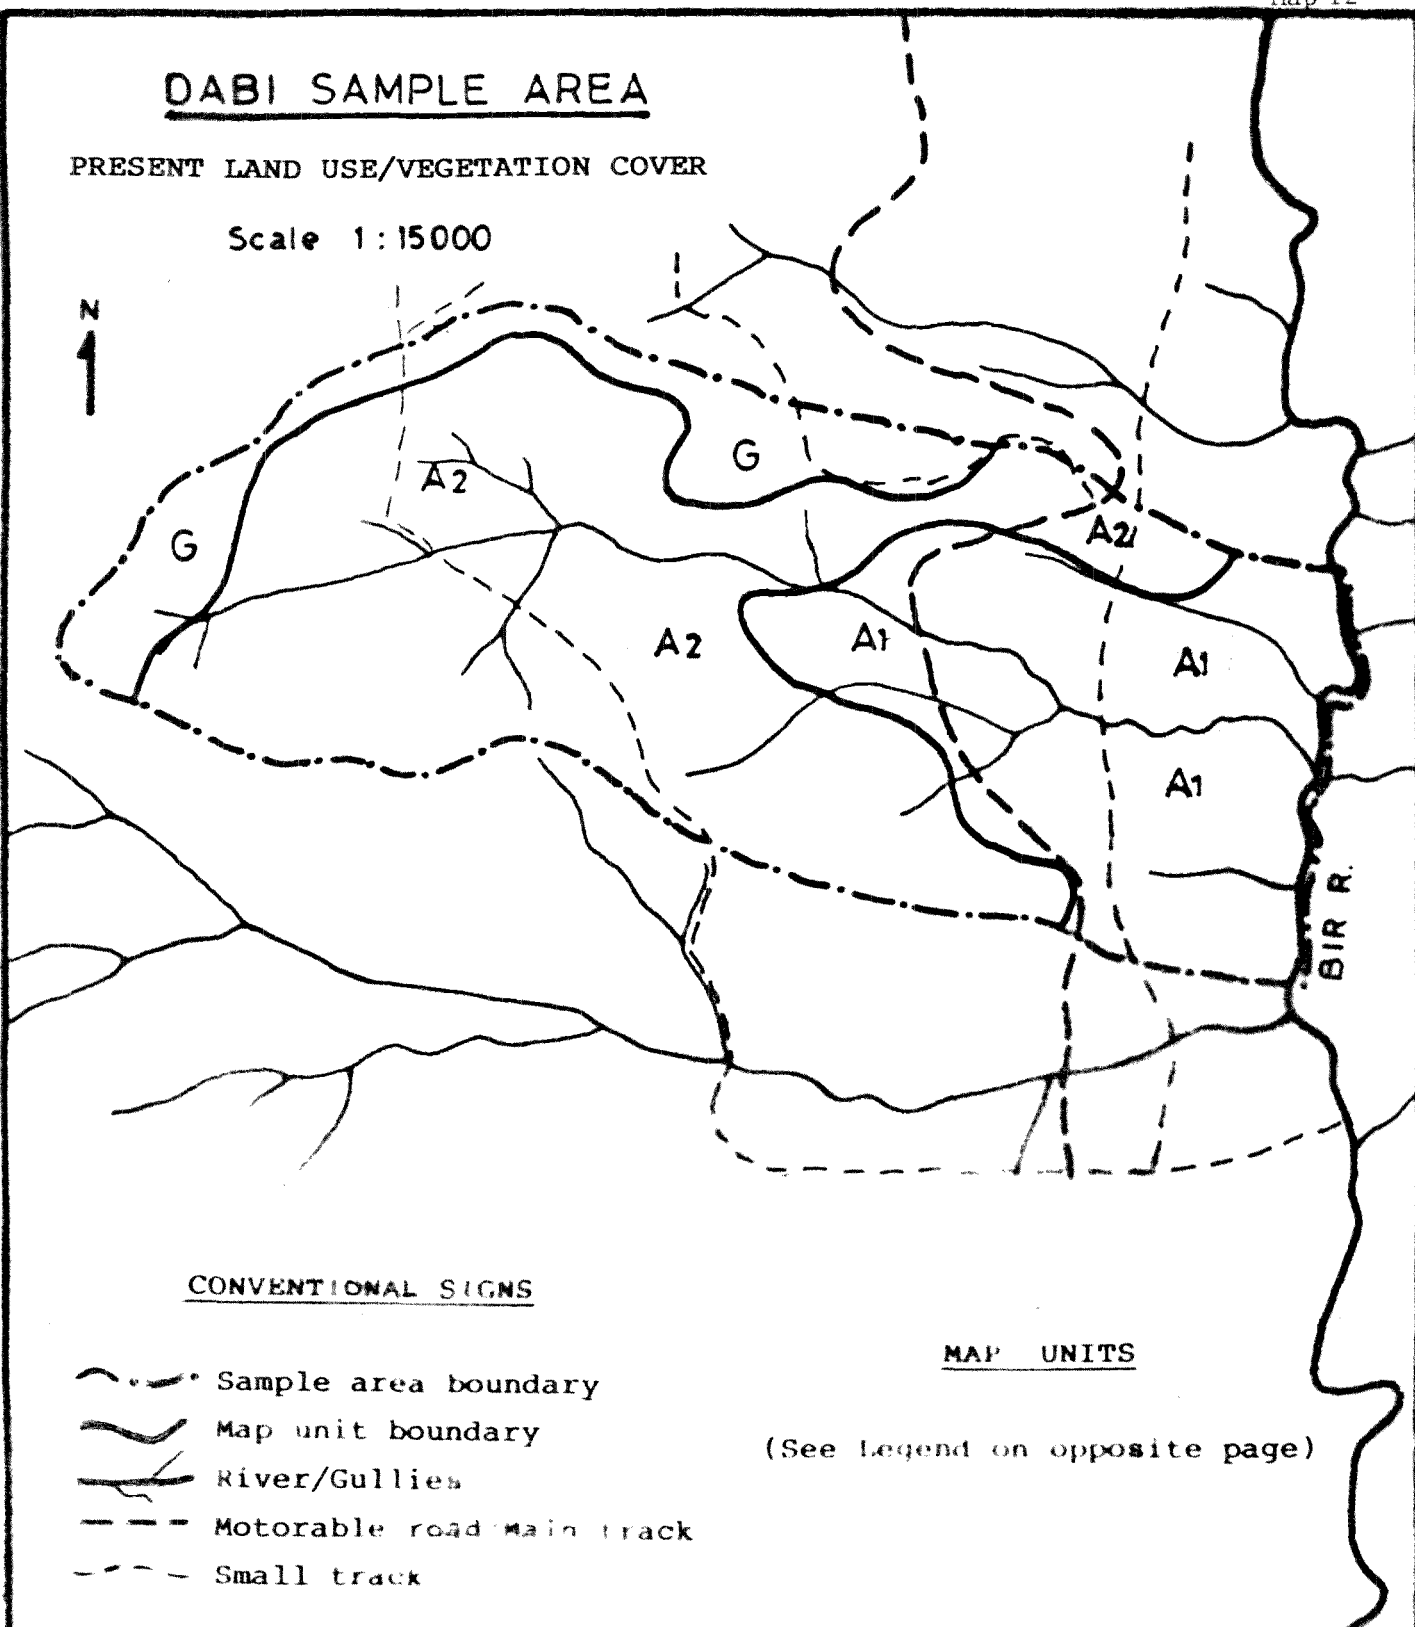 DABI SAMPLE AREA
PRESENT LAND USE/VEGETATION COVER
Scale 1:15000
N
G
A2
G
A2
A2
A1
A1
A1
BIR R.
CONVENTIONAL SIGNS
Sample area boundary
Map unit boundary
River/Gullies
Motorable road Main track
Small track
MAP UNITS
(See Legend on opposite page)